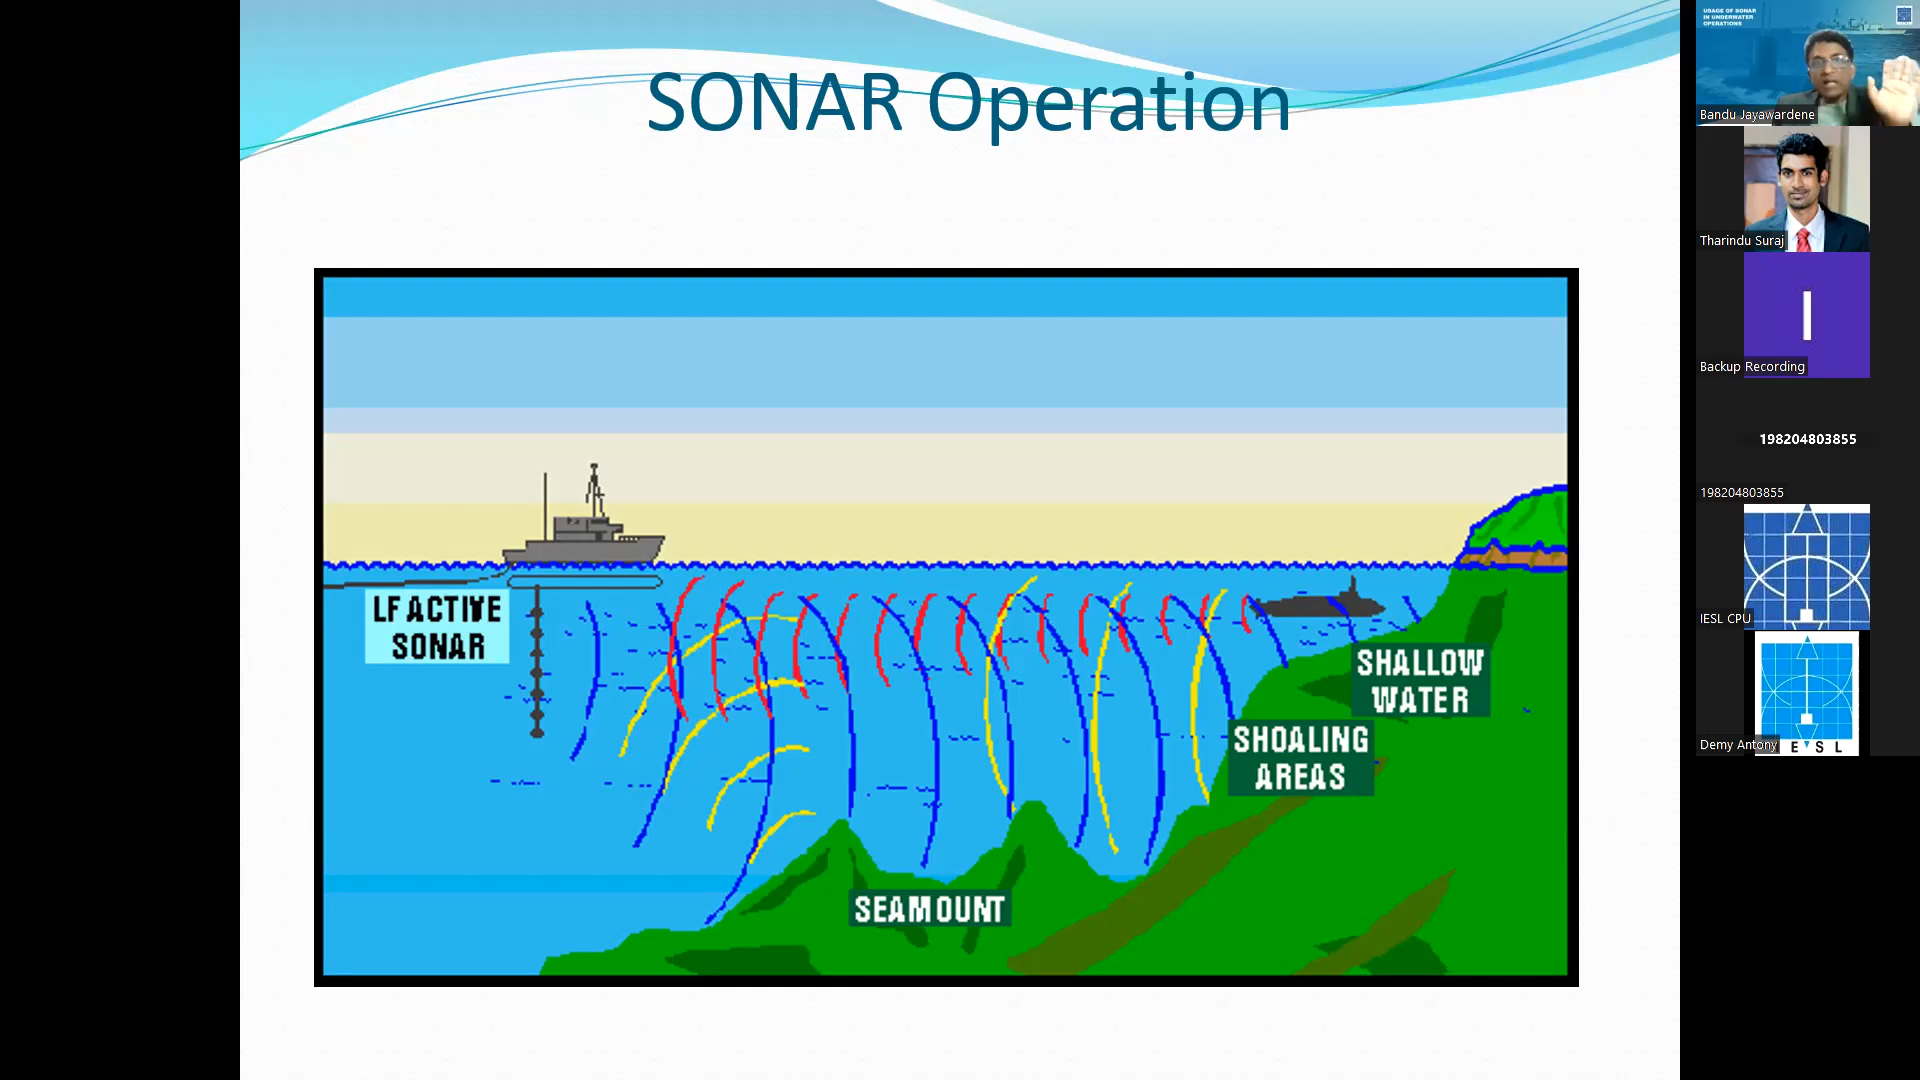 SONAR Operation
LF ACTIVE
SONAR
SHALLOW
WATER
SHOALING
AREAS
SEAMOUNT
USAGE OF SONAR
IN UNDERWATER
OPERATIONS
Bandu Jayawardene
Tharindu Suraj
I
Backup Recording
198204803855
198204803855
IESL CPU
E S L
Demy Antony